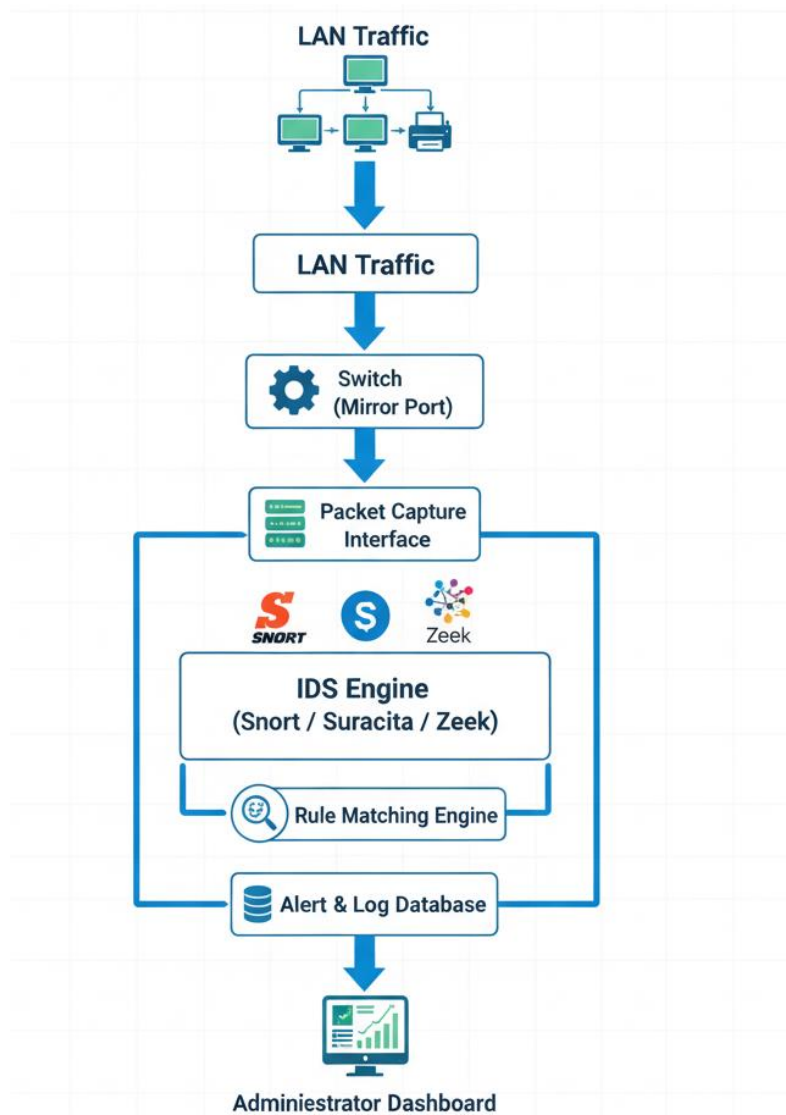 LAN Traffic
LAN Traffic
Switch
(Mirror Port)
Packet Capture
Interface
S
SNORT
S
Zeek
IDS Engine
(Snort / Suracita / Zeek)
Rule Matching Engine
Alert & Log Database
Adminiestrator Dashboard